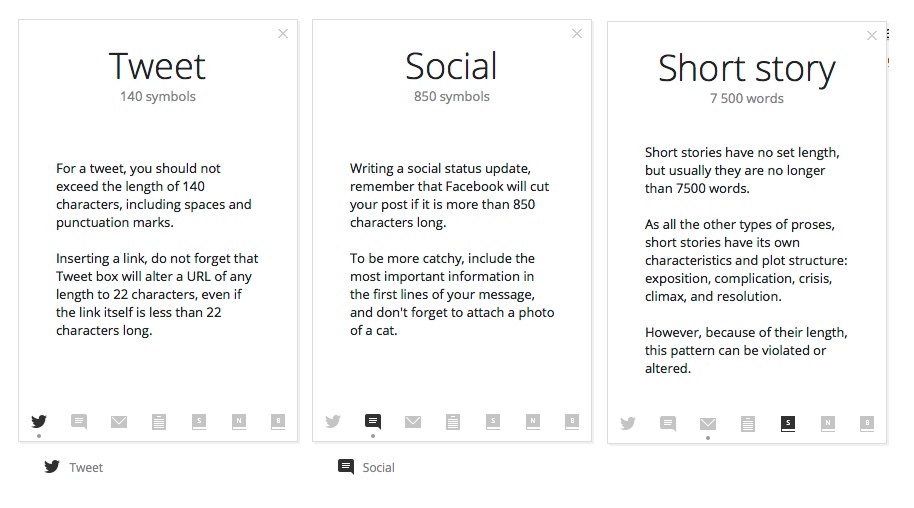 Tweet
140 symbols
For a tweet, you should not
exceed the length of 140
characters, including spaces and
punctuation marks.
Inserting a link, do not forget that
Tweet box will alter a URL of any
length to 22 characters, even if
the link itself is less than 22
characters long.
S
N
B
Tweet
Social
850 symbols
Writing a social status update,
remember that Facebook will cut
your post if it is more than 850
characters long.
To be more catchy, include the
most important information in
the first lines of your message,
and don't forget to attach a photo
of a cat.
S
N
B
Social
Short story
7 500 words
Short stories have no set length,
but usually they are no longer
than 7500 words.
As all the other types of proses,
short stories have its own
characteristics and plot structure:
exposition, complication, crisis,
climax, and resolution.
However, because of their length,
this pattern can be violated or
altered.
S
N
B